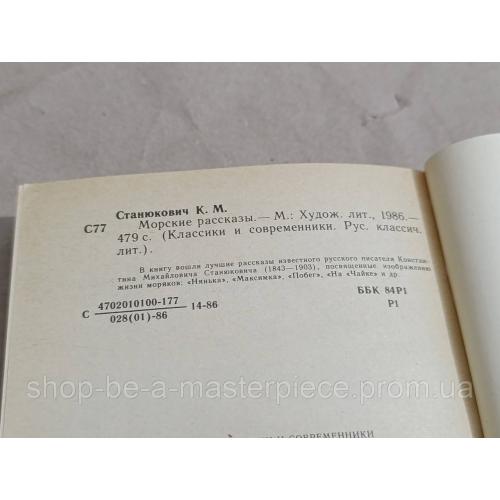 Станюкович К. М.
С77 Морские рассказы.— М.: Худож. лит., 1986.—
479 с. (Классики и современники. Рус. классич.
лит.).
В книгу вошли лучшие рассказы известного русского писателя Констан-
тина Михайловича Станюковича (1843—1903), посвященные изображению
жизни моряков: «Нянька», «Максимка», «Побег», «На «Чайке» и др.
С 4702010100-177 14-86 ББК 84Р1
028(01)-86 Р1
shop-be-a-masterpiece.prom.ua
И СОВРЕМЕННИКИ